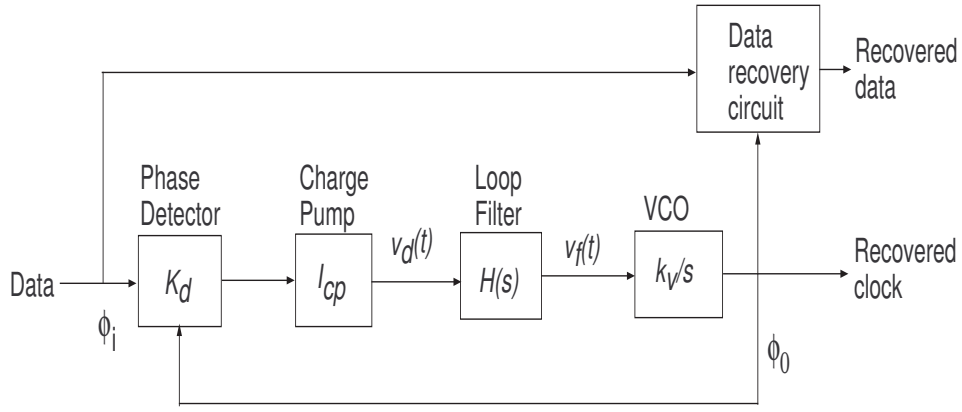 Data
recovery
circuit
Recovered
data
Phase
Detector
Charge
Pump
Loop
Filter
VCO
v_d(t)
v_f(t)
Data
K_d
I_cp
H(s)
k_v/s
Recovered
clock
ϕ_i
ϕ_0